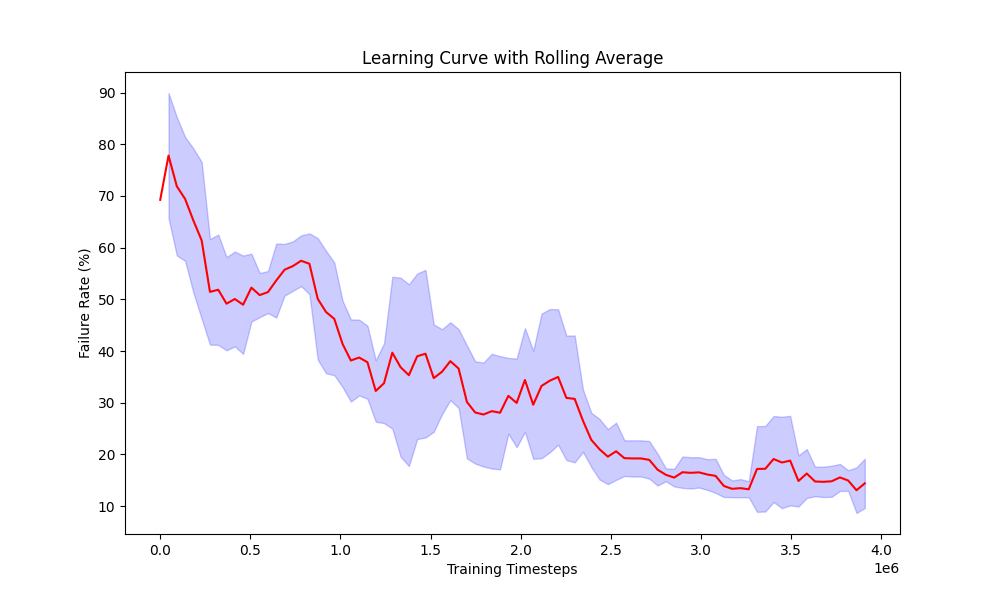 Learning Curve with Rolling Average
90
80
70
60
50
40
30
20
10
Failure Rate (%)
0.0 0.5 1.0 1.5 2.0 2.5 3.0 3.5 4.0
1e6
Training Timesteps